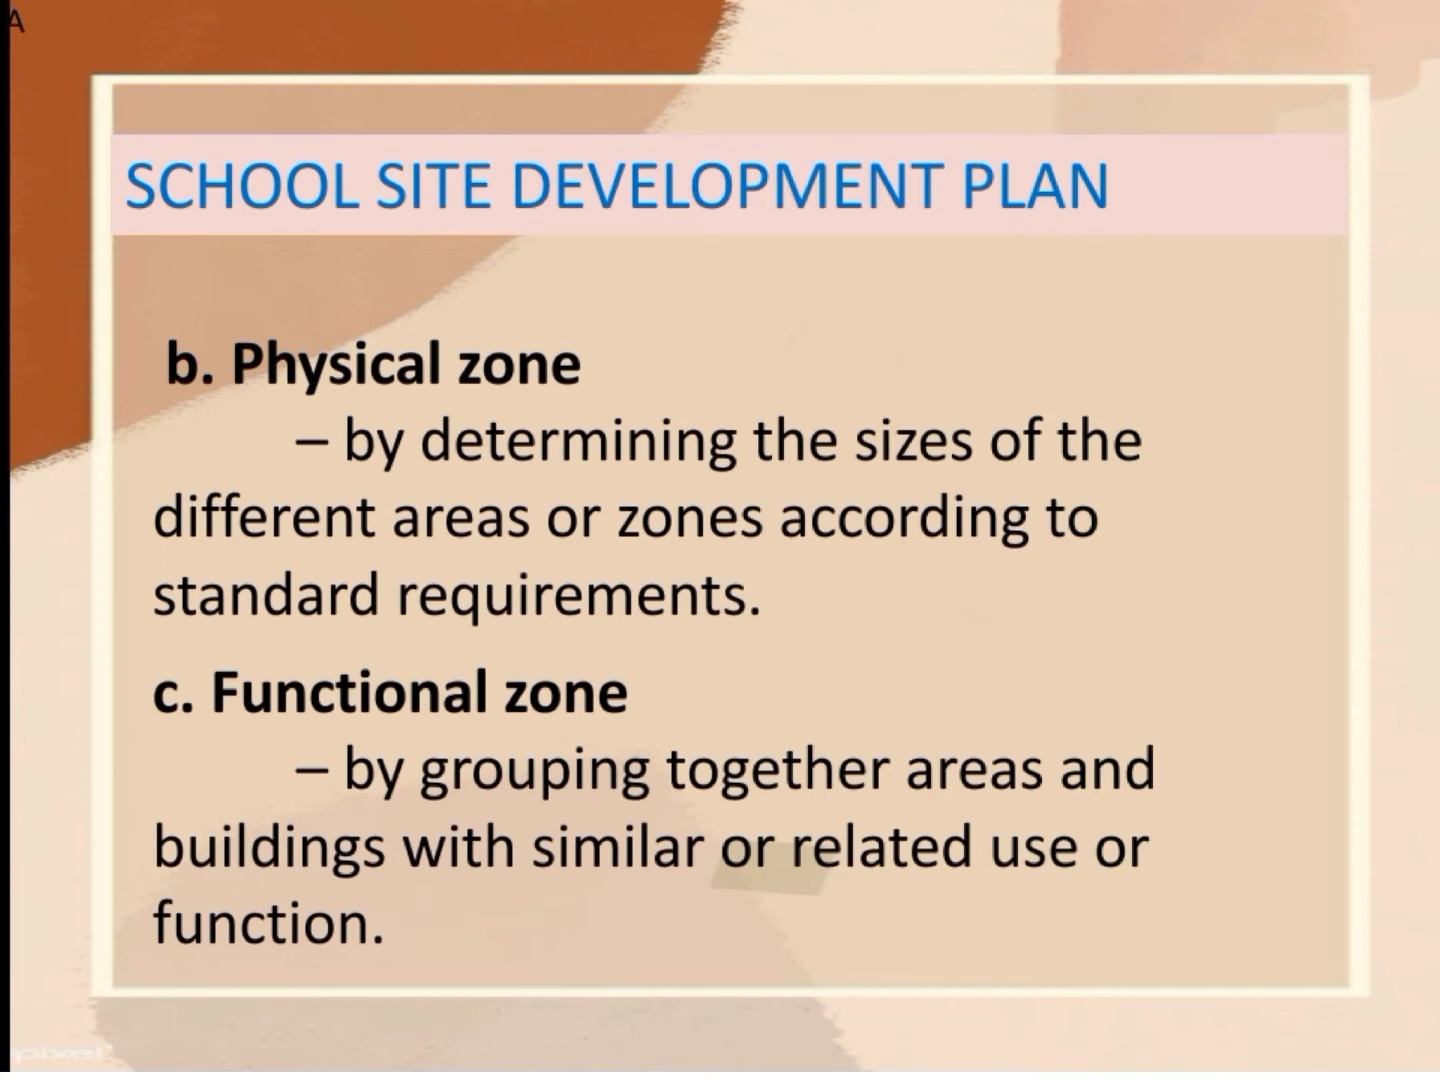 A
SCHOOL SITE DEVELOPMENT PLAN
b. Physical zone
– by determining the sizes of the
different areas or zones according to
standard requirements.
c. Functional zone
– by grouping together areas and
buildings with similar or related use or
function.
pixel